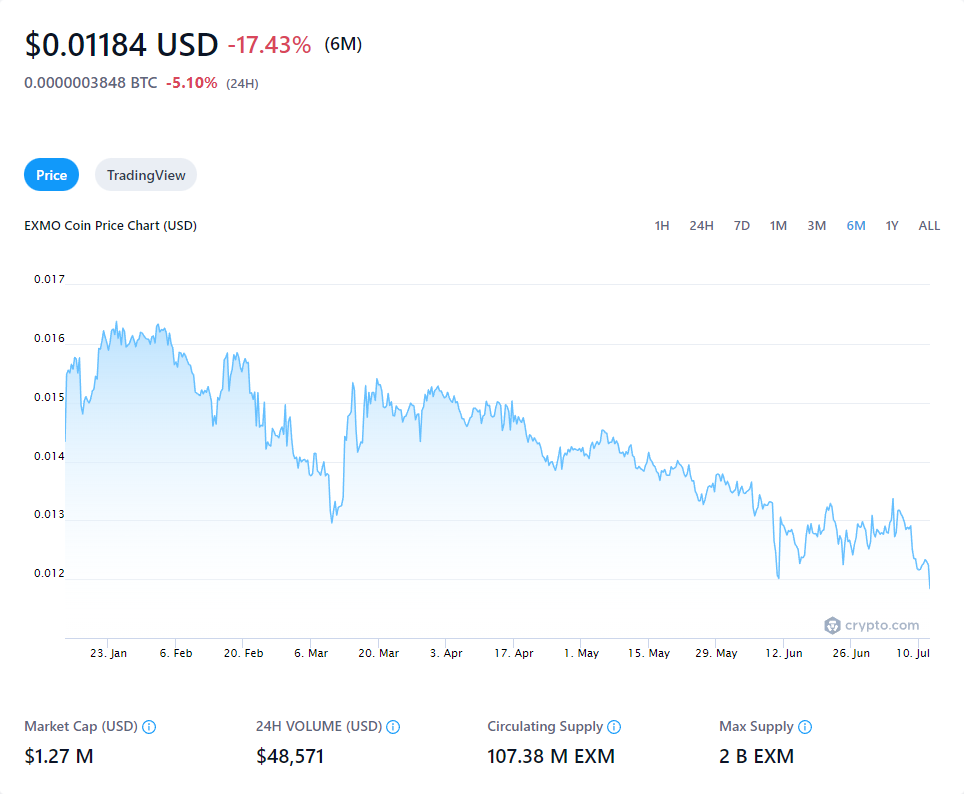 $0.01184 USD -17.43% (6M)
0.0000003848 BTC -5.10% (24H)
Price TradingView
EXMO Coin Price Chart (USD) 1H 24H 7D 1M 3M 6M 1Y ALL
0.017
0.016
0.015
0.014
0.013
0.012
crypto.com
23. Jan 6. Feb 20. Feb 6. Mar 20. Mar 3. Apr 17. Apr 1. May 15. May 29. May 12. Jun 26. Jun 10. Jul
Market Cap (USD) 24H VOLUME (USD) Circulating Supply Max Supply
$1.27 M $48,571 107.38 M EXM 2 B EXM